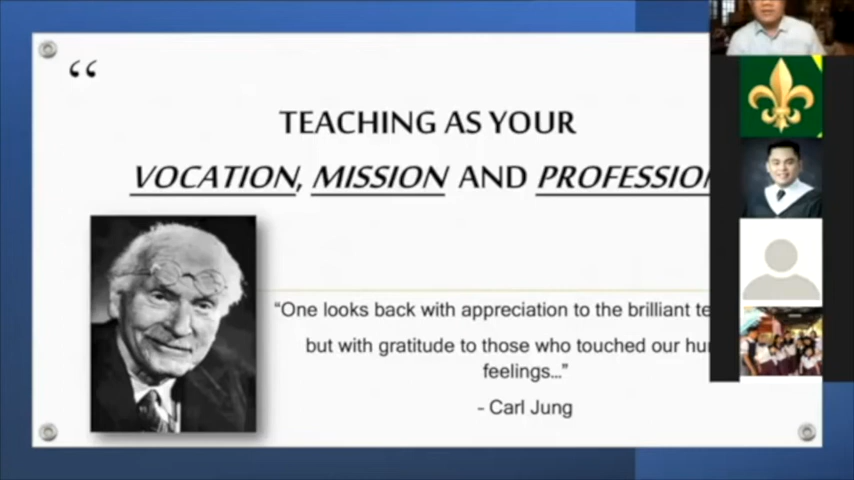 “
TEACHING AS YOUR
VOCATION, MISSION AND
“One looks back with appreciation to the brilliant
but with gratitude to those who touched our
feelings…”
- Carl Jung